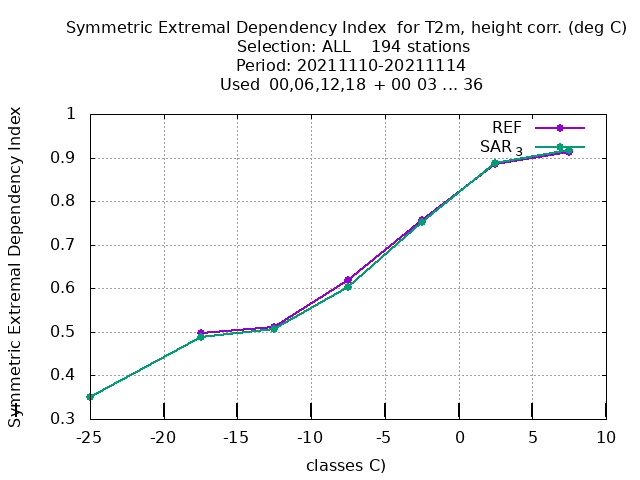 Symmetric Extremal Dependency Index  for T2m, height corr. (deg C)
Selection: ALL    194 stations
Period: 20211110-20211114
Used  00,06,12,18  + 00 03 ... 36
Symmetric Extremal Dependency Index
1
0.9
0.8
0.7
0.6
0.5
0.4
0.3
REF
SAR 3
-25
-20
-15
-10
-5
0
5
10
classes C)